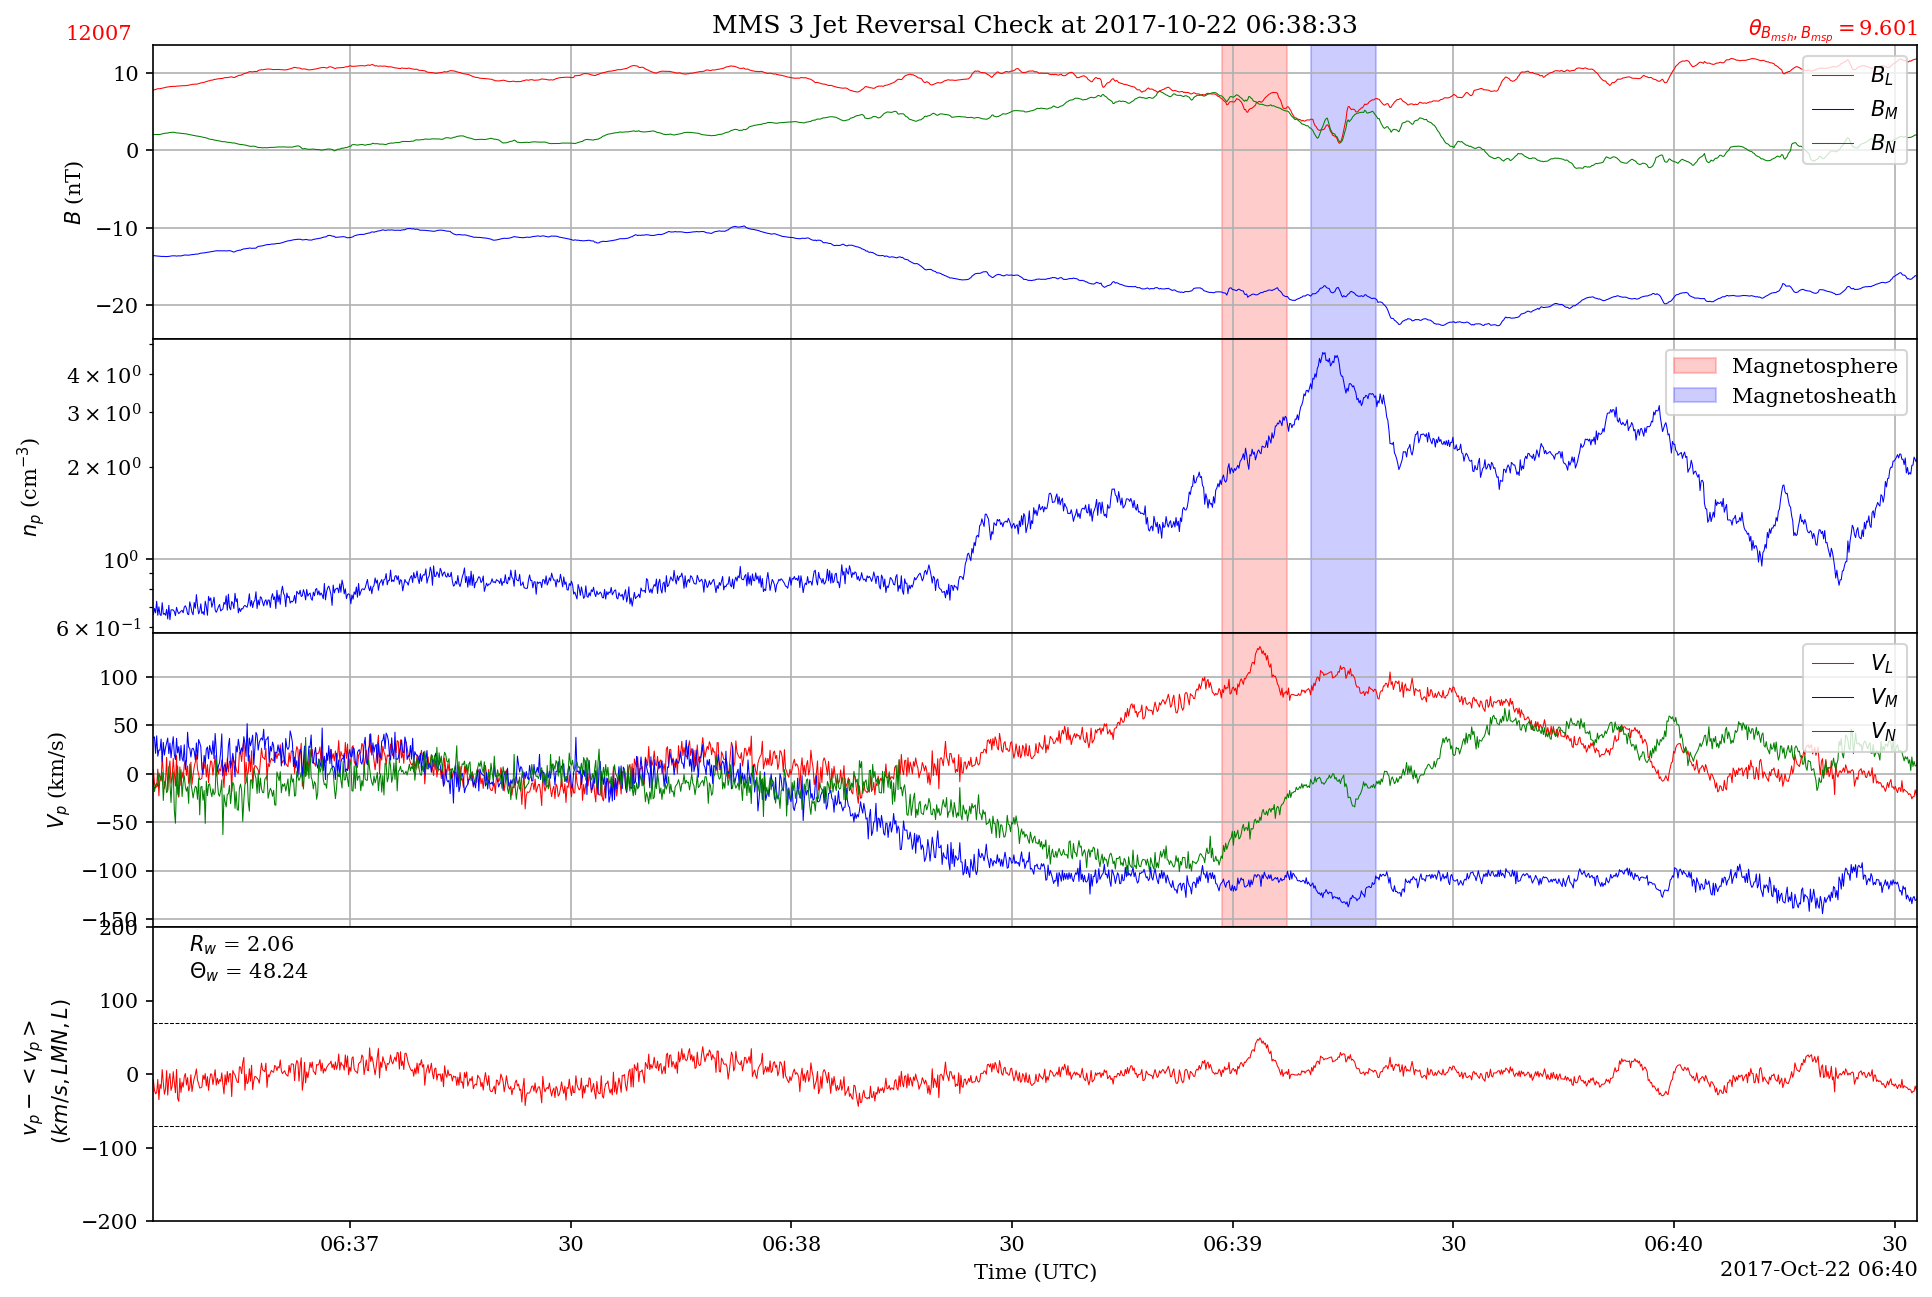 12007
MMS 3 Jet Reversal Check at 2017-10-22 06:38:33
θ_{B_{msh}, B_{msp}} = 9.601
10
0
−10
−20
B (nT)
B_L
B_M
B_N
4 × 10^0
3 × 10^0
2 × 10^0
10^0
6 × 10^{−1}
n_p (cm^{−3})
Magnetosphere
Magnetosheath
100
50
0
−50
−100
−150
V_p (km/s)
V_L
V_M
V_N
200
100
0
−100
−200
v_p − < v_p >
(km/s, LMN, L)
R_w = 2.06
Θ_w = 48.24
06:37
30
06:38
30
06:39
30
06:40
30
Time (UTC)
2017-Oct-22 06:40